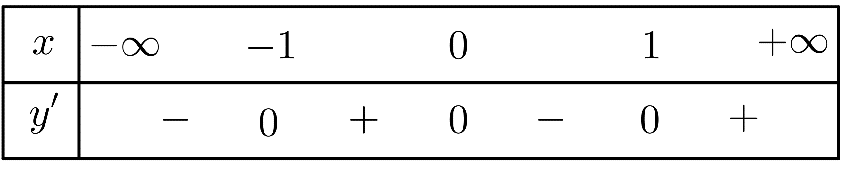 x −∞ −1 0 1 +∞
y′ − 0 + 0 − 0 +